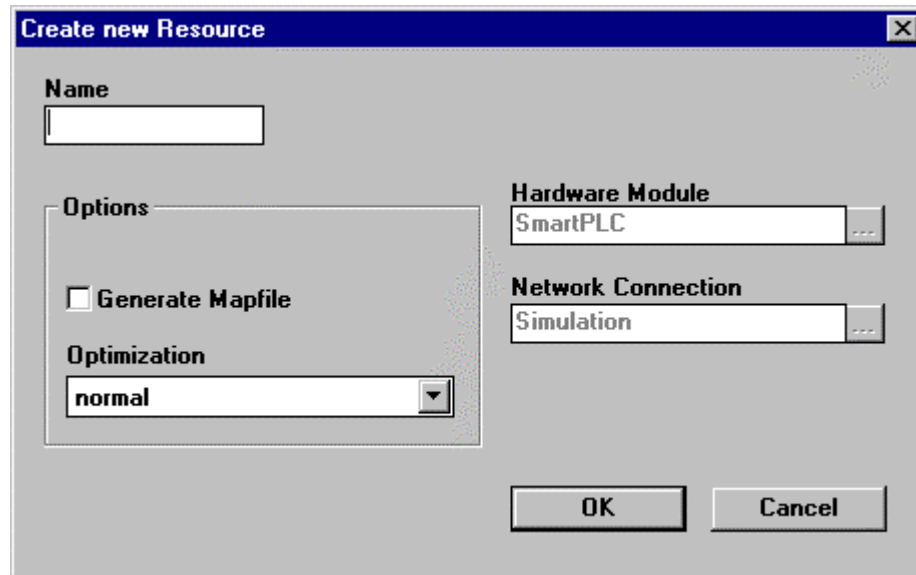 Create new Resource
Name
Options
Generate Mapfile
Optimization
normal
Hardware Module
SmartPLC
...
Network Connection
Simulation
...
OK
Cancel